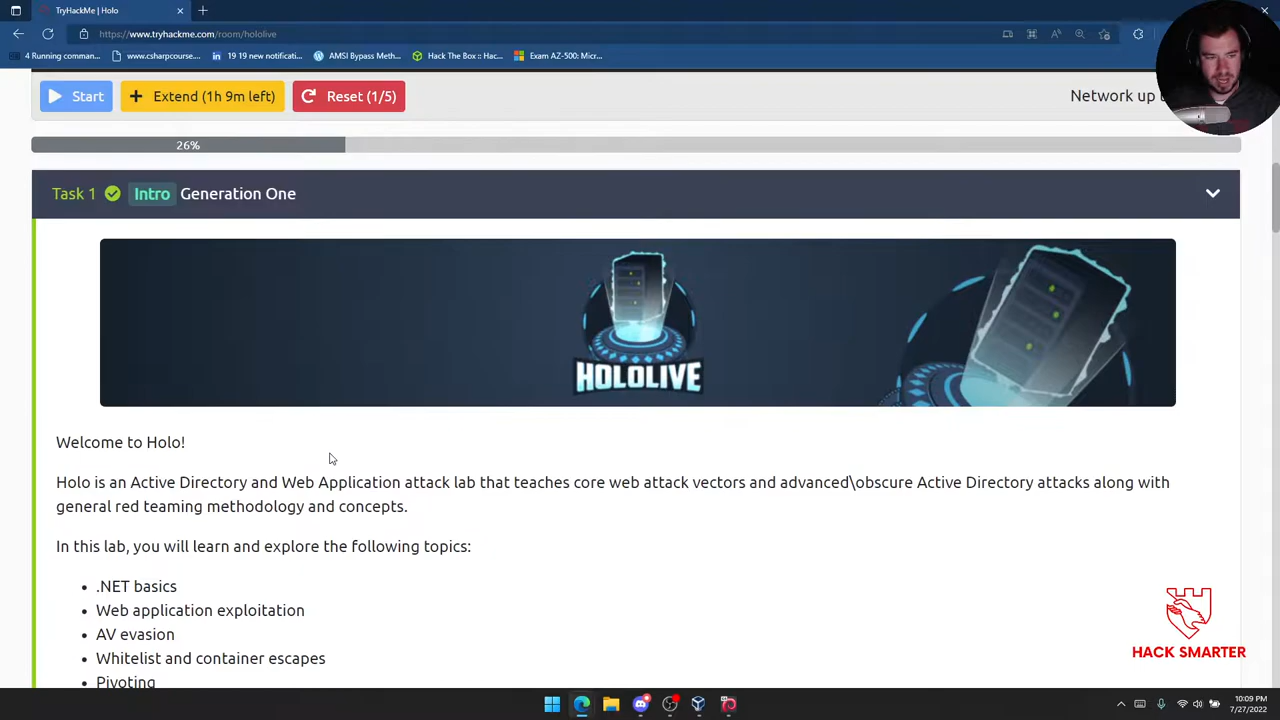 TryHackMe | Holo
https://www.tryhackme.com/room/hololive
4 Running comman...
www.csharpcourse...
19 19 new notificati...
AMSI Bypass Meth...
Hack The Box :: Hac...
Exam AZ-500: Micr...
Start
Extend (1h 9m left)
Reset (1/5)
Network up
26%
Task 1 Intro Generation One
HOLOLIVE
Welcome to Holo!
Holo is an Active Directory and Web Application attack lab that teaches core web attack vectors and advanced\obscure Active Directory attacks along with
general red teaming methodology and concepts.
In this lab, you will learn and explore the following topics:
.NET basics
Web application exploitation
AV evasion
Whitelist and container escapes
Pivoting
HACK SMARTER
10:09 PM
7/27/2022